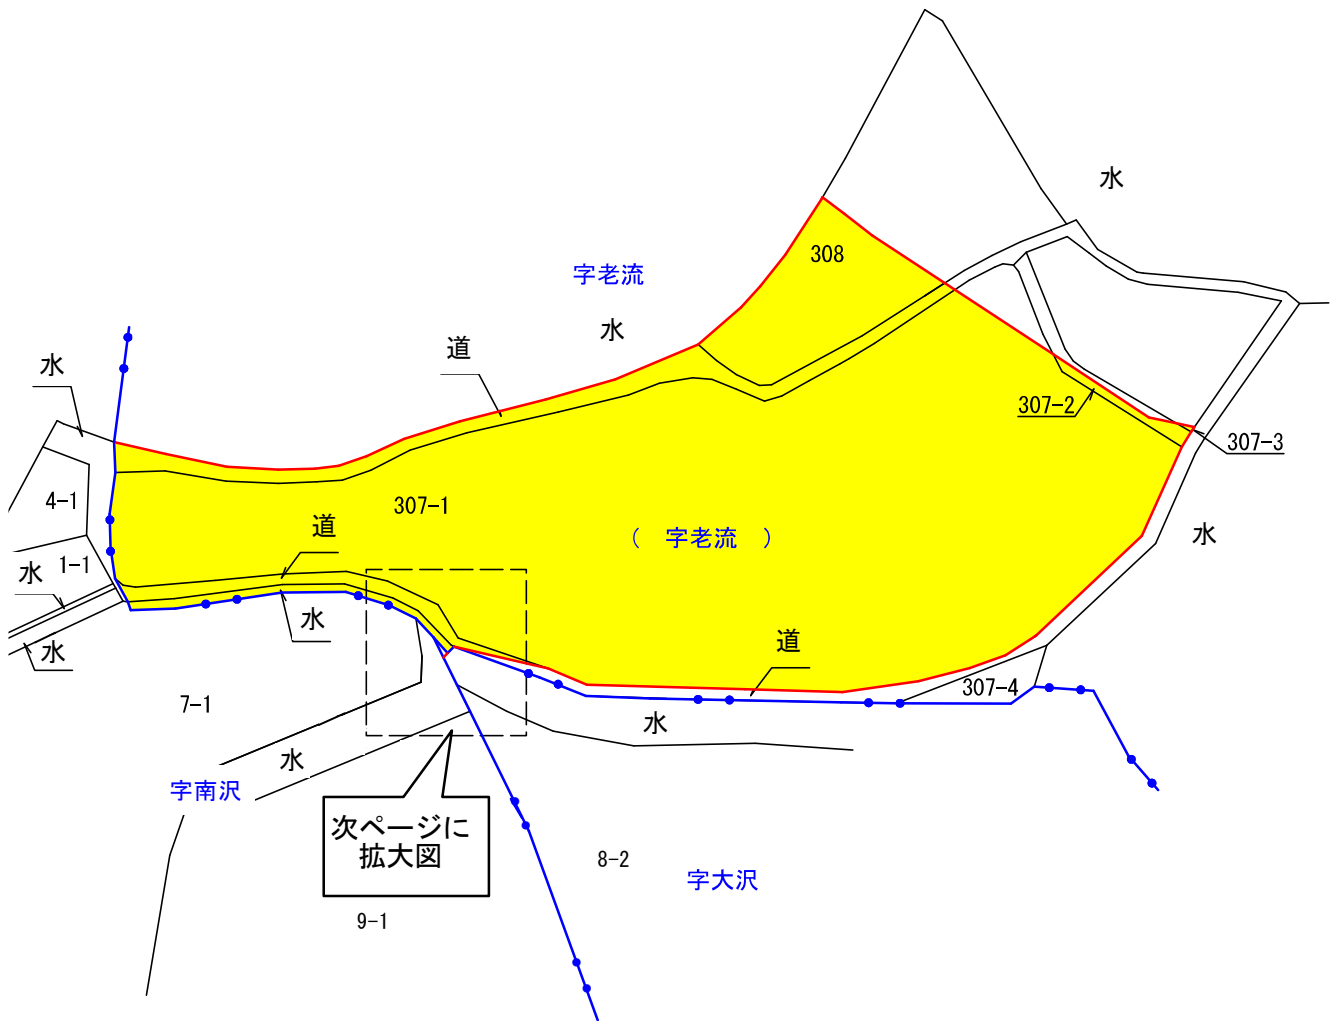 水
308
字老流
水
道
水
307-2
307-3
4-1
307-1
道
( 字老流 )
水
1-1
水
水
水
道
307-4
7-1
水
水
字南沢
次ページに
拡大図
8-2
字大沢
9-1